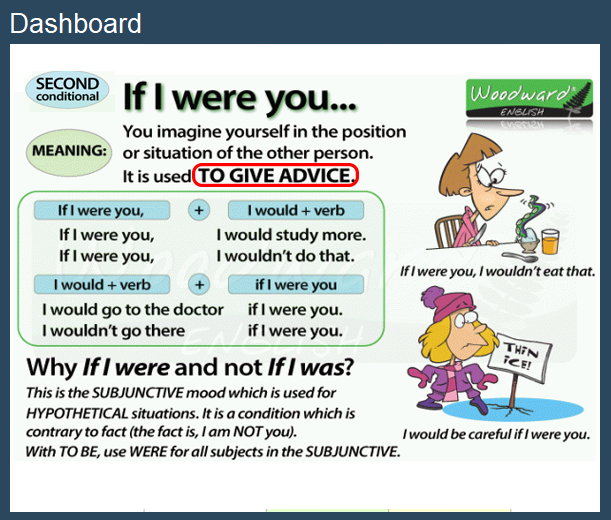 Dashboard
SECOND
conditional
If I were you...
Woodward®
ENGLISH
MEANING:
You imagine yourself in the position
or situation of the other person.
It is used TO GIVE ADVICE.
If I were you, + I would + verb
If I were you, I would study more.
If I were you, I wouldn't do that.
I would + verb + if I were you
I would go to the doctor if I were you.
I wouldn't go there if I were you.
If I were you, I wouldn't eat that.
THIN
ICE!
I would be careful if I were you.
Why If I were and not If I was?
This is the SUBJUNCTIVE mood which is used for
HYPOTHETICAL situations. It is a condition which is
contrary to fact (the fact is, I am NOT you).
With TO BE, use WERE for all subjects in the SUBJUNCTIVE.